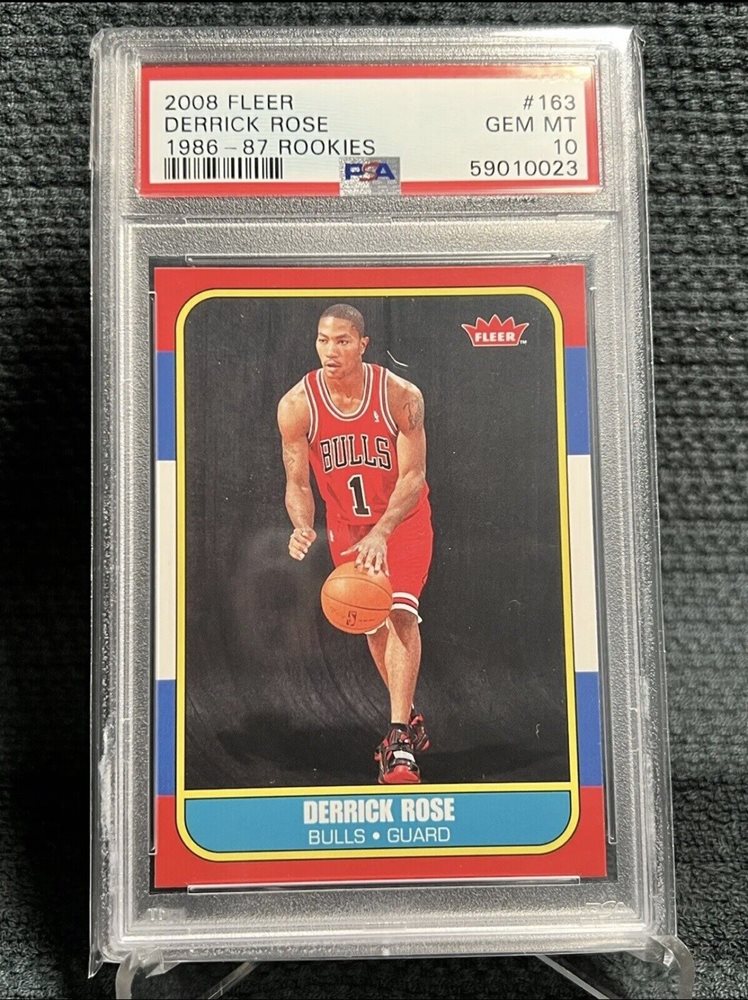 2008 FLEER #163
DERRICK ROSE GEM MT
1986 - 87 ROOKIES 10
PSA 59010023
FLEER™
BULLS
1
DERRICK ROSE
BULLS • GUARD